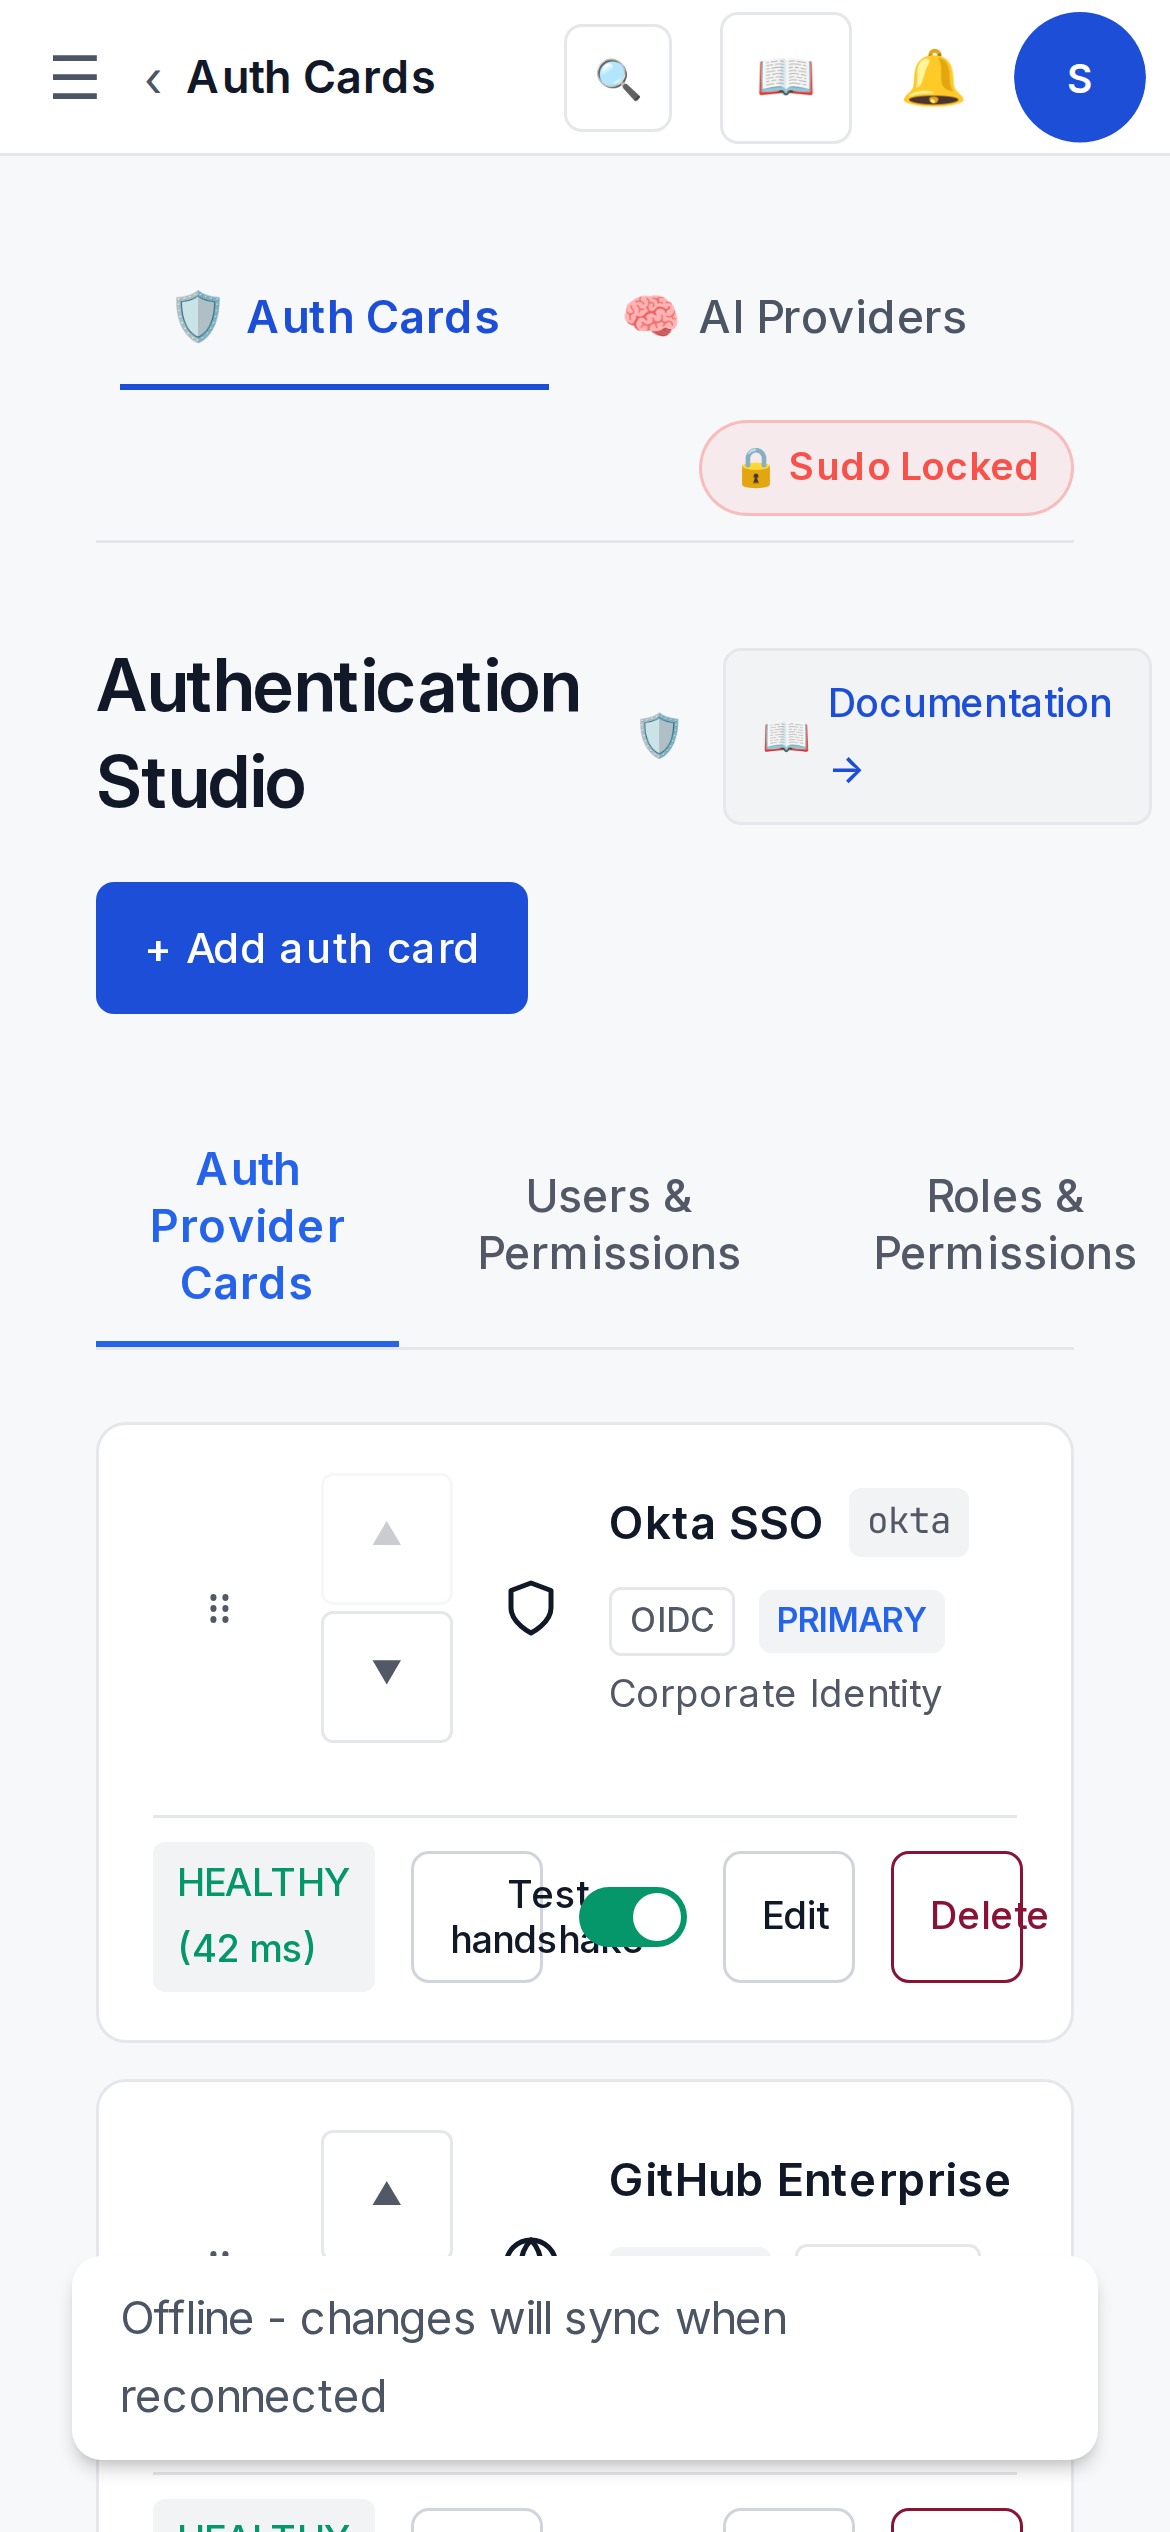 Auth Cards
S
Auth Cards
AI Providers
Sudo Locked
Authentication
Studio
Documentation
→
+ Add auth card
Auth
Provider
Cards
Users &
Permissions
Roles &
Permissions
Okta SSO
okta
OIDC
PRIMARY
Corporate Identity
HEALTHY
(42 ms)
Test
handshake
Edit
Delete
GitHub Enterprise
Offline - changes will sync when
reconnected
HEALTHY